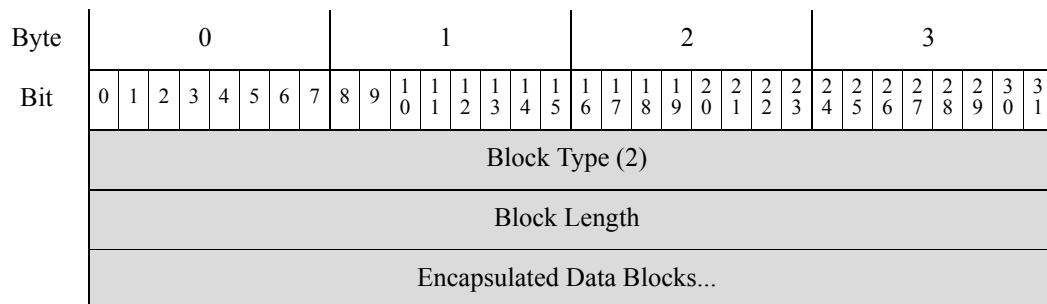 Byte 0 1 2 3
Bit 0 1 2 3 4 5 6 7 8 9 10 11 12 13 14 15 16 17 18 19 20 21 22 23 24 25 26 27 28 29 30 31
Block Type (2)
Block Length
Encapsulated Data Blocks...